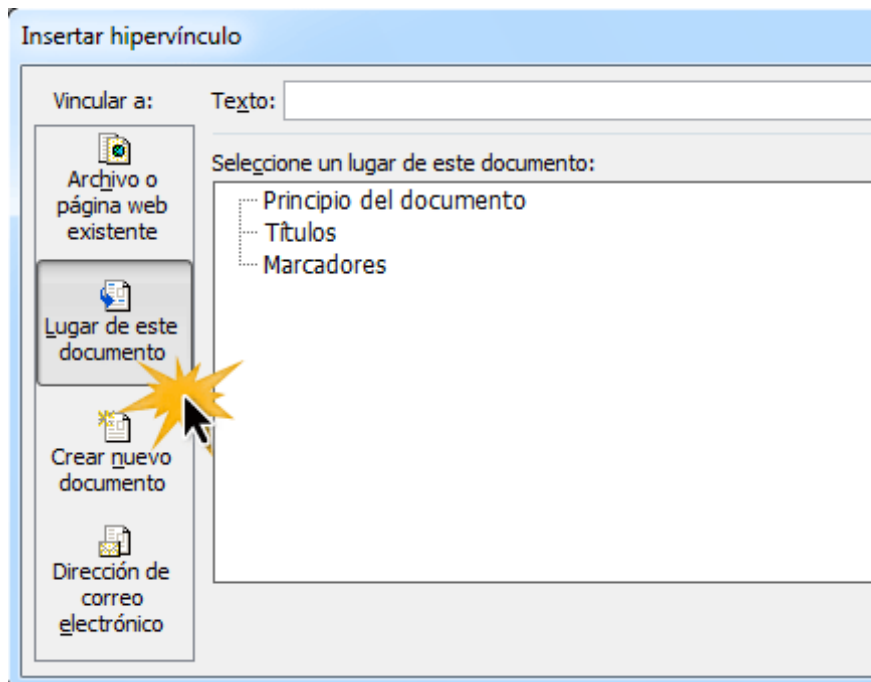 Insertar hipervínculo
Vincular a:
Texto:
Archivo o
página web
existente
Seleccione un lugar de este documento:
Principio del documento
Títulos
Marcadores
Lugar de este
documento
Crear nuevo
documento
Dirección de
correo
electrónico